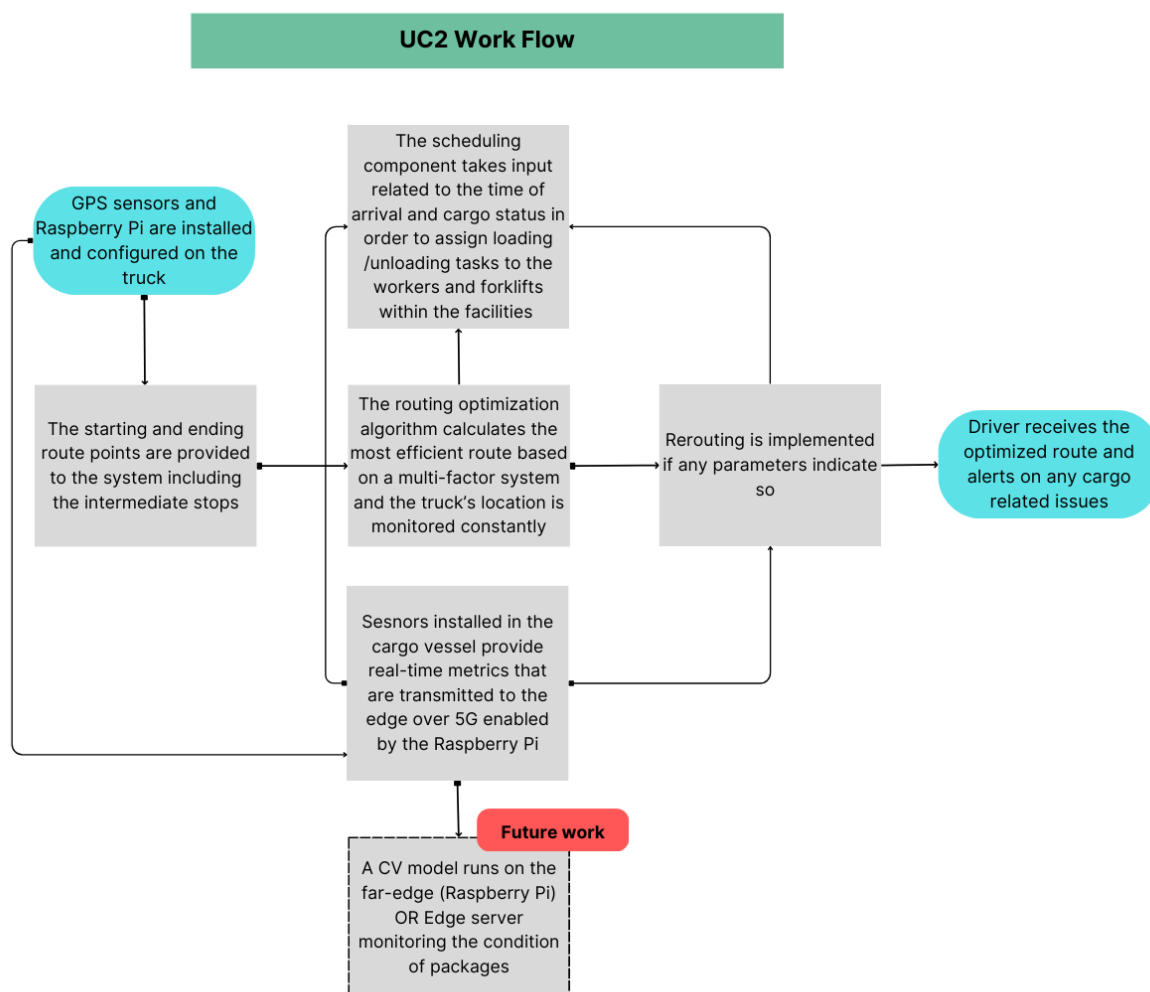 UC2 Work Flow
The scheduling
component takes input
related to the time of
arrival and cargo status in
order to assign loading
/unloading tasks to the
workers and forklifts
within the facilities
GPS sensors and
Raspberry Pi are installed
and configured on the
truck
The starting and ending
route points are provided
to the system including
the intermediate stops
The routing optimization
algorithm calculates the
most efficient route based
on a multi-factor system
and the truck’s location is
monitored constantly
Rerouting is implemented
if any parameters indicate
so
Driver receives the
optimized route and
alerts on any cargo
related issues
Sesnors installed in the
cargo vessel provide
real-time metrics that
are transmitted to the
edge over 5G enabled
by the Raspberry Pi
Future work
A CV model runs on the
far-edge (Raspberry Pi)
OR Edge server
monitoring the condition
of packages